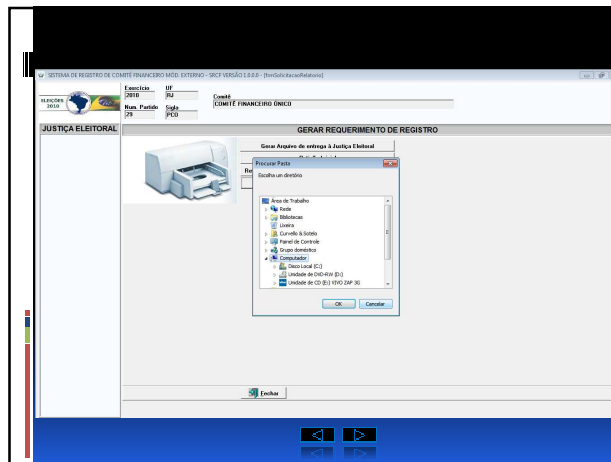 SISTEMA DE REGISTRO DE COMITÊ FINANCEIRO MÓD. EXTERNO - SRCF VERSÃO 1.0.0.0 - [frmSolicitacaoRelatorio]
ELEIÇÕES 2010
Exercício UF
2010 RJ
Comitê
COMITÊ FINANCEIRO ÚNICO
Num. Partido Sigla
29 PCO
JUSTIÇA ELEITORAL
GERAR REQUERIMENTO DE REGISTRO
Gerar Arquivo de entrega à Justiça Eleitoral
Re
Procurar Pasta
Escolha um diretório
Área de Trabalho
Rede
Bibliotecas
Lixeira
Curvello & Sotelo
Painel de Controle
Grupo doméstico
Computador
Disco Local (C:)
Unidade de DVD-RW (D:)
Unidade de CD (E:) VIVO ZAP 3G
OK Cancelar
Fechar